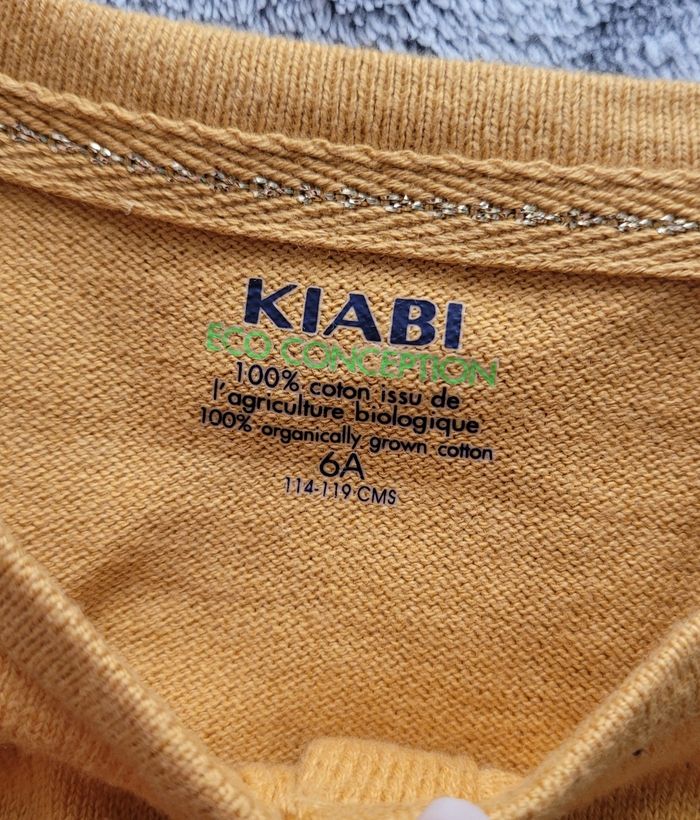 KIABI
ECO CONCEPTION
100% coton issu de
l'agriculture biologique
100% organically grown cotton
6A
114-119 CMS